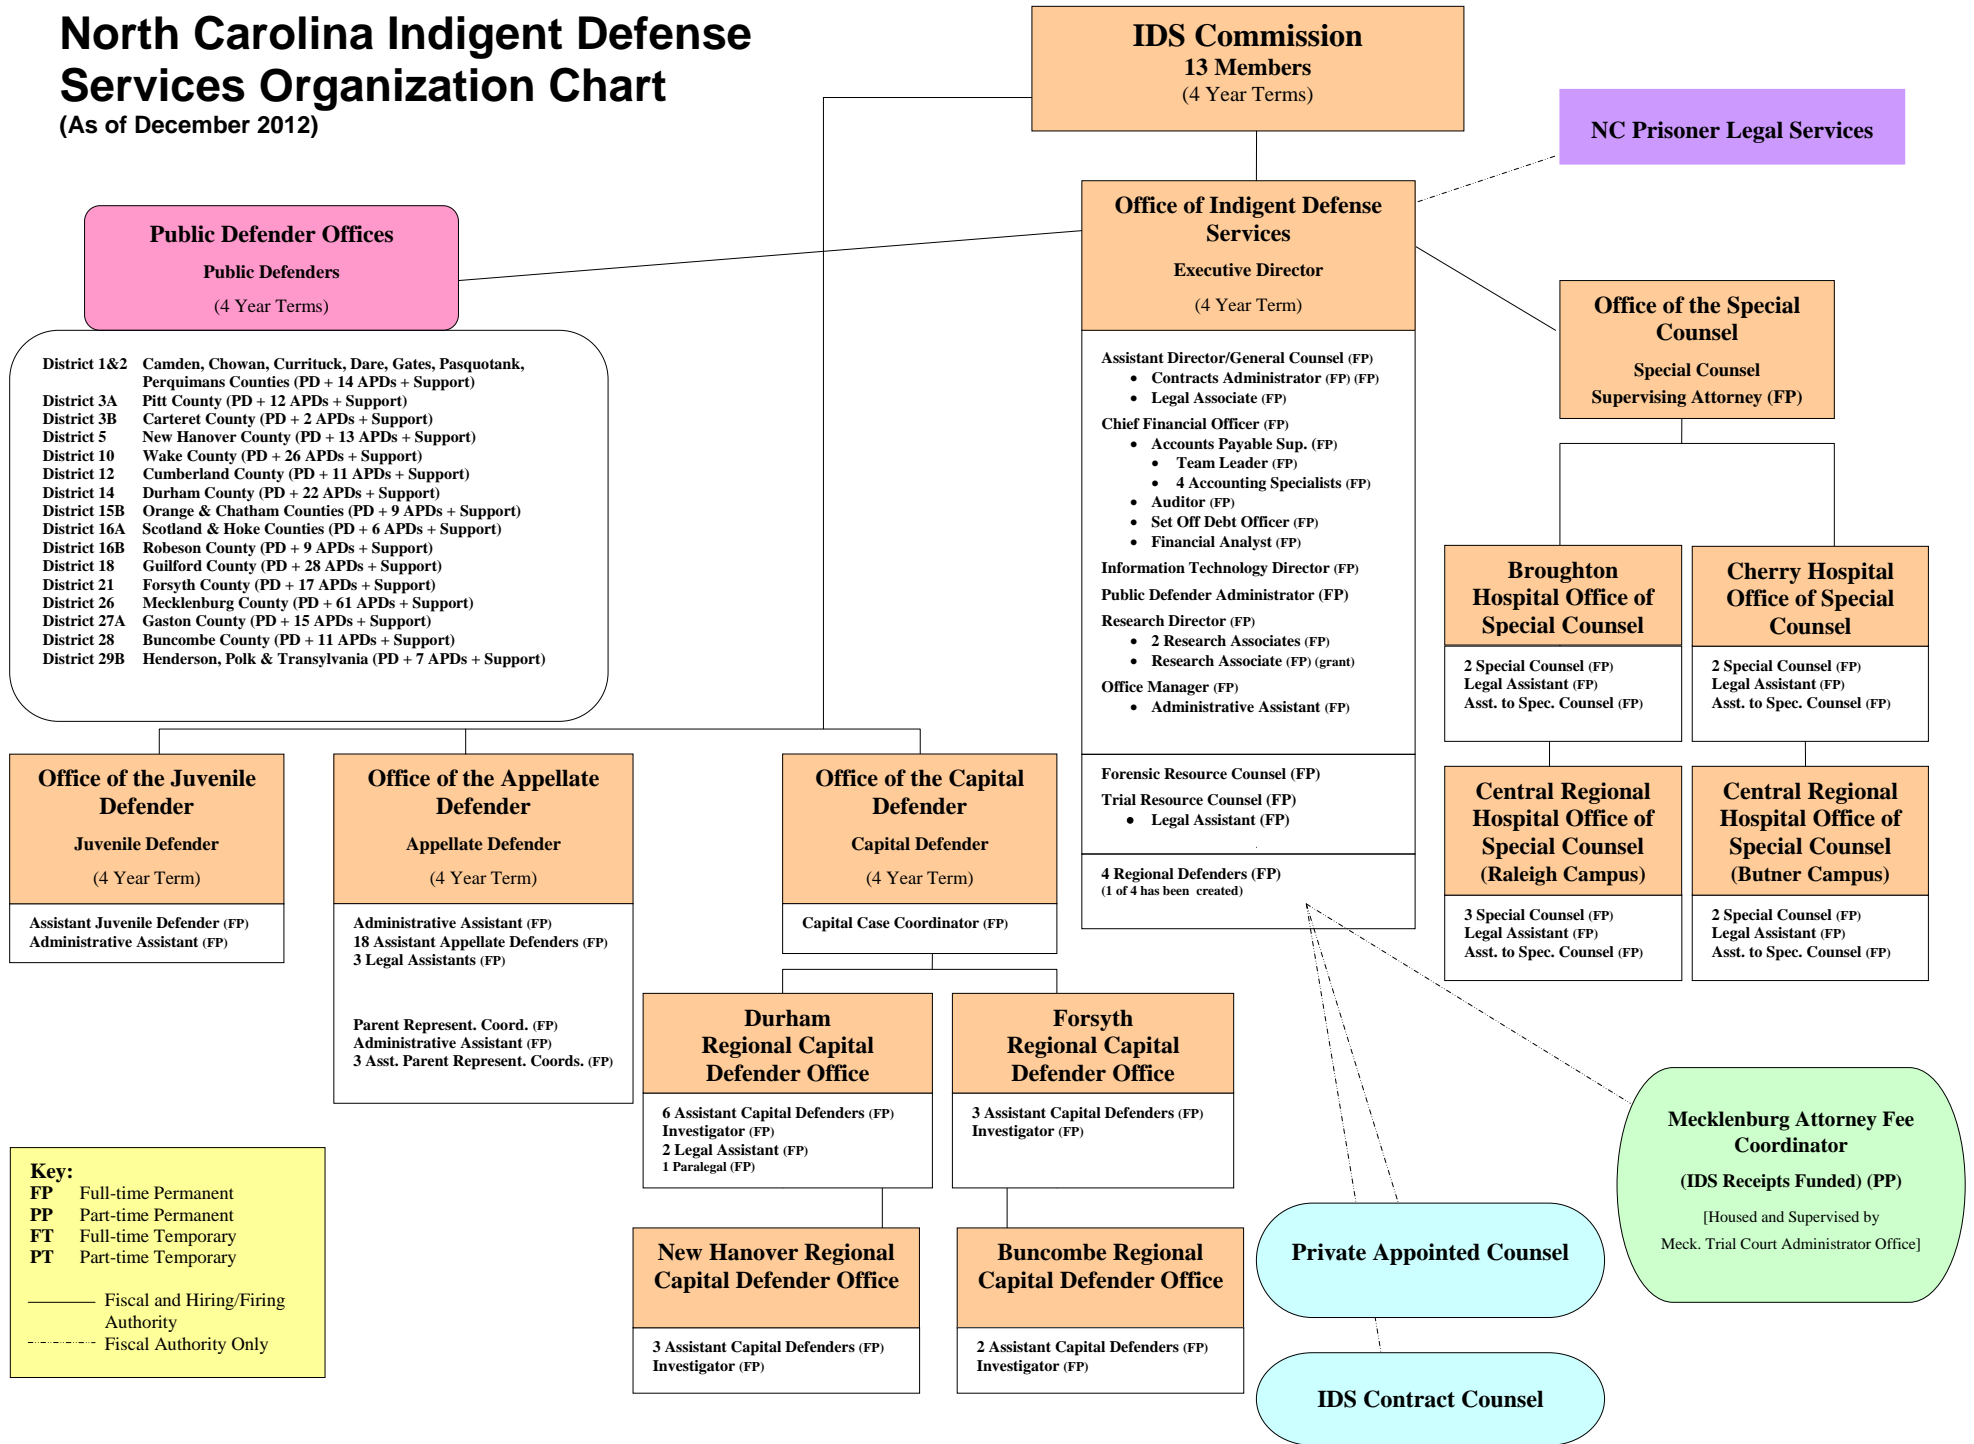 North Carolina Indigent Defense
Services Organization Chart
(As of December 2012)
IDS Commission
13 Members
(4 Year Terms)
NC Prisoner Legal Services
Office of Indigent Defense
Services
Executive Director
(4 Year Term)
Public Defender Offices
Public Defenders
(4 Year Terms)
District 1&2 Camden, Chowan, Currituck, Dare, Gates, Pasquotank,
Perquimans Counties (PD + 14 APDs + Support)
District 3A Pitt County (PD + 12 APDs + Support)
District 3B Carteret County (PD + 2 APDs + Support)
District 5 New Hanover County (PD + 13 APDs + Support)
District 10 Wake County (PD + 26 APDs + Support)
District 12 Cumberland County (PD + 11 APDs + Support)
District 14 Durham County (PD + 22 APDs + Support)
District 15B Orange & Chatham Counties (PD + 9 APDs + Support)
District 16A Scotland & Hoke Counties (PD + 6 APDs + Support)
District 16B Robeson County (PD + 9 APDs + Support)
District 18 Guilford County (PD + 28 APDs + Support)
District 21 Forsyth County (PD + 17 APDs + Support)
District 26 Mecklenburg County (PD + 61 APDs + Support)
District 27A Gaston County (PD + 15 APDs + Support)
District 28 Buncombe County (PD + 11 APDs + Support)
District 29B Henderson, Polk & Transylvania (PD + 7 APDs + Support)
Assistant Director/General Counsel (FP)
• Contracts Administrator (FP) (FP)
• Legal Associate (FP)
Chief Financial Officer (FP)
• Accounts Payable Sup. (FP)
• Team Leader (FP)
• 4 Accounting Specialists (FP)
• Auditor (FP)
• Set Off Debt Officer (FP)
• Financial Analyst (FP)
Information Technology Director (FP)
Public Defender Administrator (FP)
Research Director (FP)
• 2 Research Associates (FP)
• Research Associate (FP) (grant)
Office Manager (FP)
• Administrative Assistant (FP)
Forensic Resource Counsel (FP)
Trial Resource Counsel (FP)
• Legal Assistant (FP)
4 Regional Defenders (FP)
(1 of 4 has been created)
Office of the Special
Counsel
Special Counsel
Supervising Attorney (FP)
Broughton
Hospital Office of
Special Counsel
2 Special Counsel (FP)
Legal Assistant (FP)
Asst. to Spec. Counsel (FP)
Cherry Hospital
Office of Special
Counsel
2 Special Counsel (FP)
Legal Assistant (FP)
Asst. to Spec. Counsel (FP)
Central Regional
Hospital Office of
Special Counsel
(Raleigh Campus)
3 Special Counsel (FP)
Legal Assistant (FP)
Asst. to Spec. Counsel (FP)
Central Regional
Hospital Office of
Special Counsel
(Butner Campus)
2 Special Counsel (FP)
Legal Assistant (FP)
Asst. to Spec. Counsel (FP)
Office of the Juvenile
Defender
Juvenile Defender
(4 Year Term)
Assistant Juvenile Defender (FP)
Administrative Assistant (FP)
Office of the Appellate
Defender
Appellate Defender
(4 Year Term)
Administrative Assistant (FP)
18 Assistant Appellate Defenders (FP)
3 Legal Assistants (FP)
Parent Represent. Coord. (FP)
Administrative Assistant (FP)
3 Asst. Parent Represent. Coords. (FP)
Office of the Capital
Defender
Capital Defender
(4 Year Term)
Capital Case Coordinator (FP)
Durham
Regional Capital
Defender Office
6 Assistant Capital Defenders (FP)
Investigator (FP)
2 Legal Assistant (FP)
1 Paralegal (FP)
Forsyth
Regional Capital
Defender Office
3 Assistant Capital Defenders (FP)
Investigator (FP)
New Hanover Regional
Capital Defender Office
3 Assistant Capital Defenders (FP)
Investigator (FP)
Buncombe Regional
Capital Defender Office
2 Assistant Capital Defenders (FP)
Investigator (FP)
Private Appointed Counsel
IDS Contract Counsel
Mecklenburg Attorney Fee
Coordinator
(IDS Receipts Funded) (PP)
[Housed and Supervised by
Meck. Trial Court Administrator Office]
Key:
FP Full-time Permanent
PP Part-time Permanent
FT Full-time Temporary
PT Part-time Temporary
Fiscal and Hiring/Firing
Authority
Fiscal Authority Only